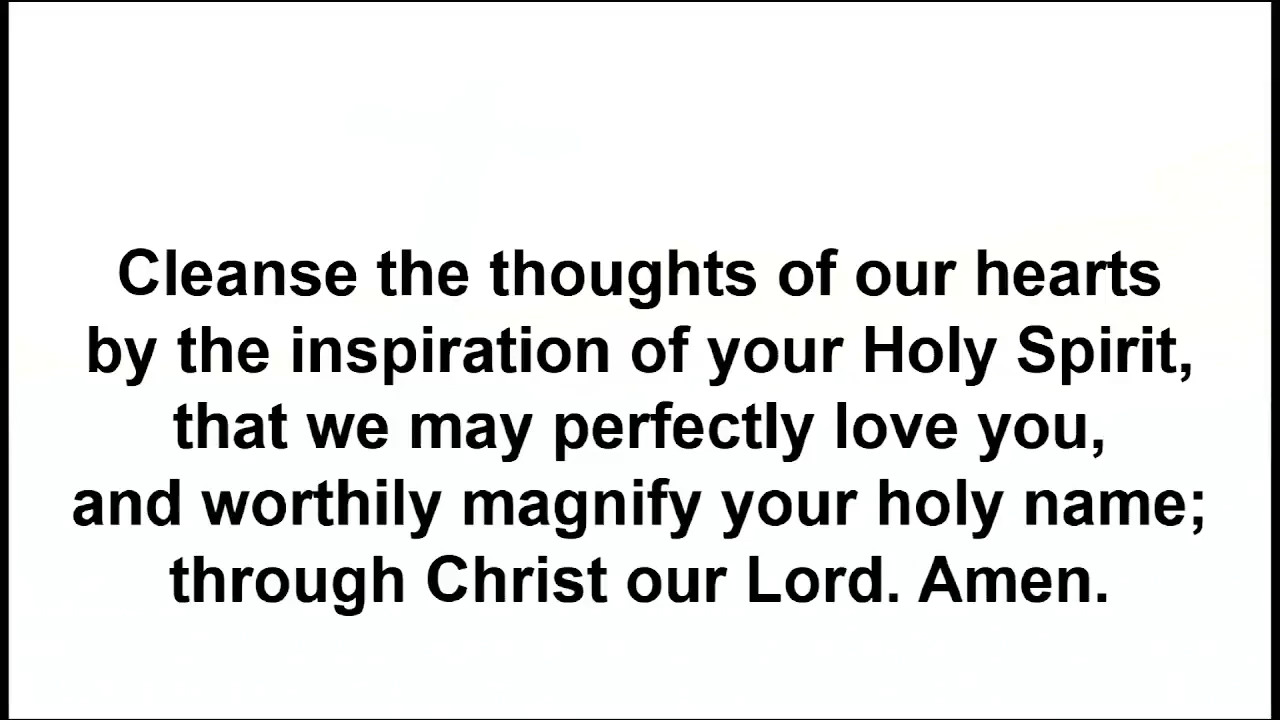 Cleanse the thoughts of our hearts
by the inspiration of your Holy Spirit,
that we may perfectly love you,
and worthily magnify your holy name;
through Christ our Lord. Amen.